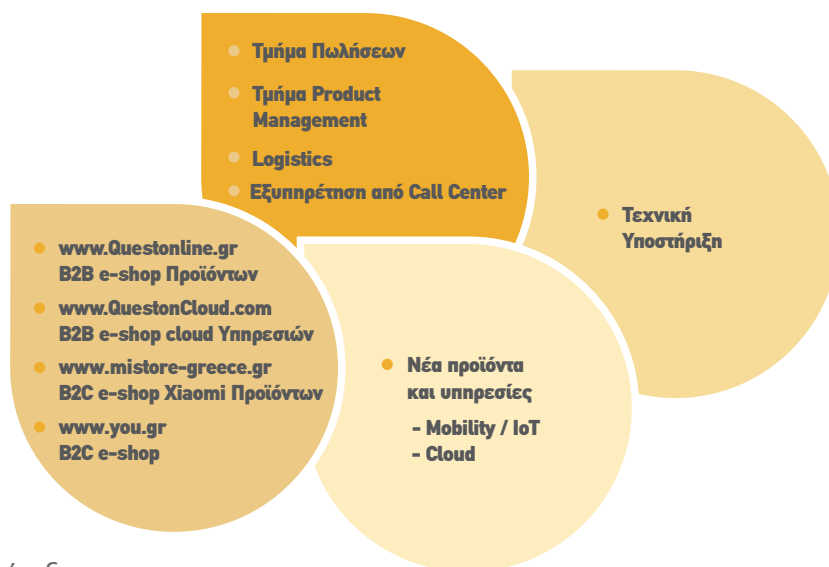 • Τμήμα Πωλήσεων
• Τμήμα Product
Management
• Logistics
• Εξυπηρέτηση από Call Center
• Τεχνική
Υποστήριξη
• www.Questonline.gr
B2B e-shop Προϊόντων
• www.QuestonCloud.com
B2B e-shop cloud Υπηρεσιών
• www.mistore-greece.gr
B2C e-shop Xiaomi Προϊόντων
• www.you.gr
B2C e-shop
• Νέα προϊόντα
και υπηρεσίες
- Mobility / IoT
- Cloud